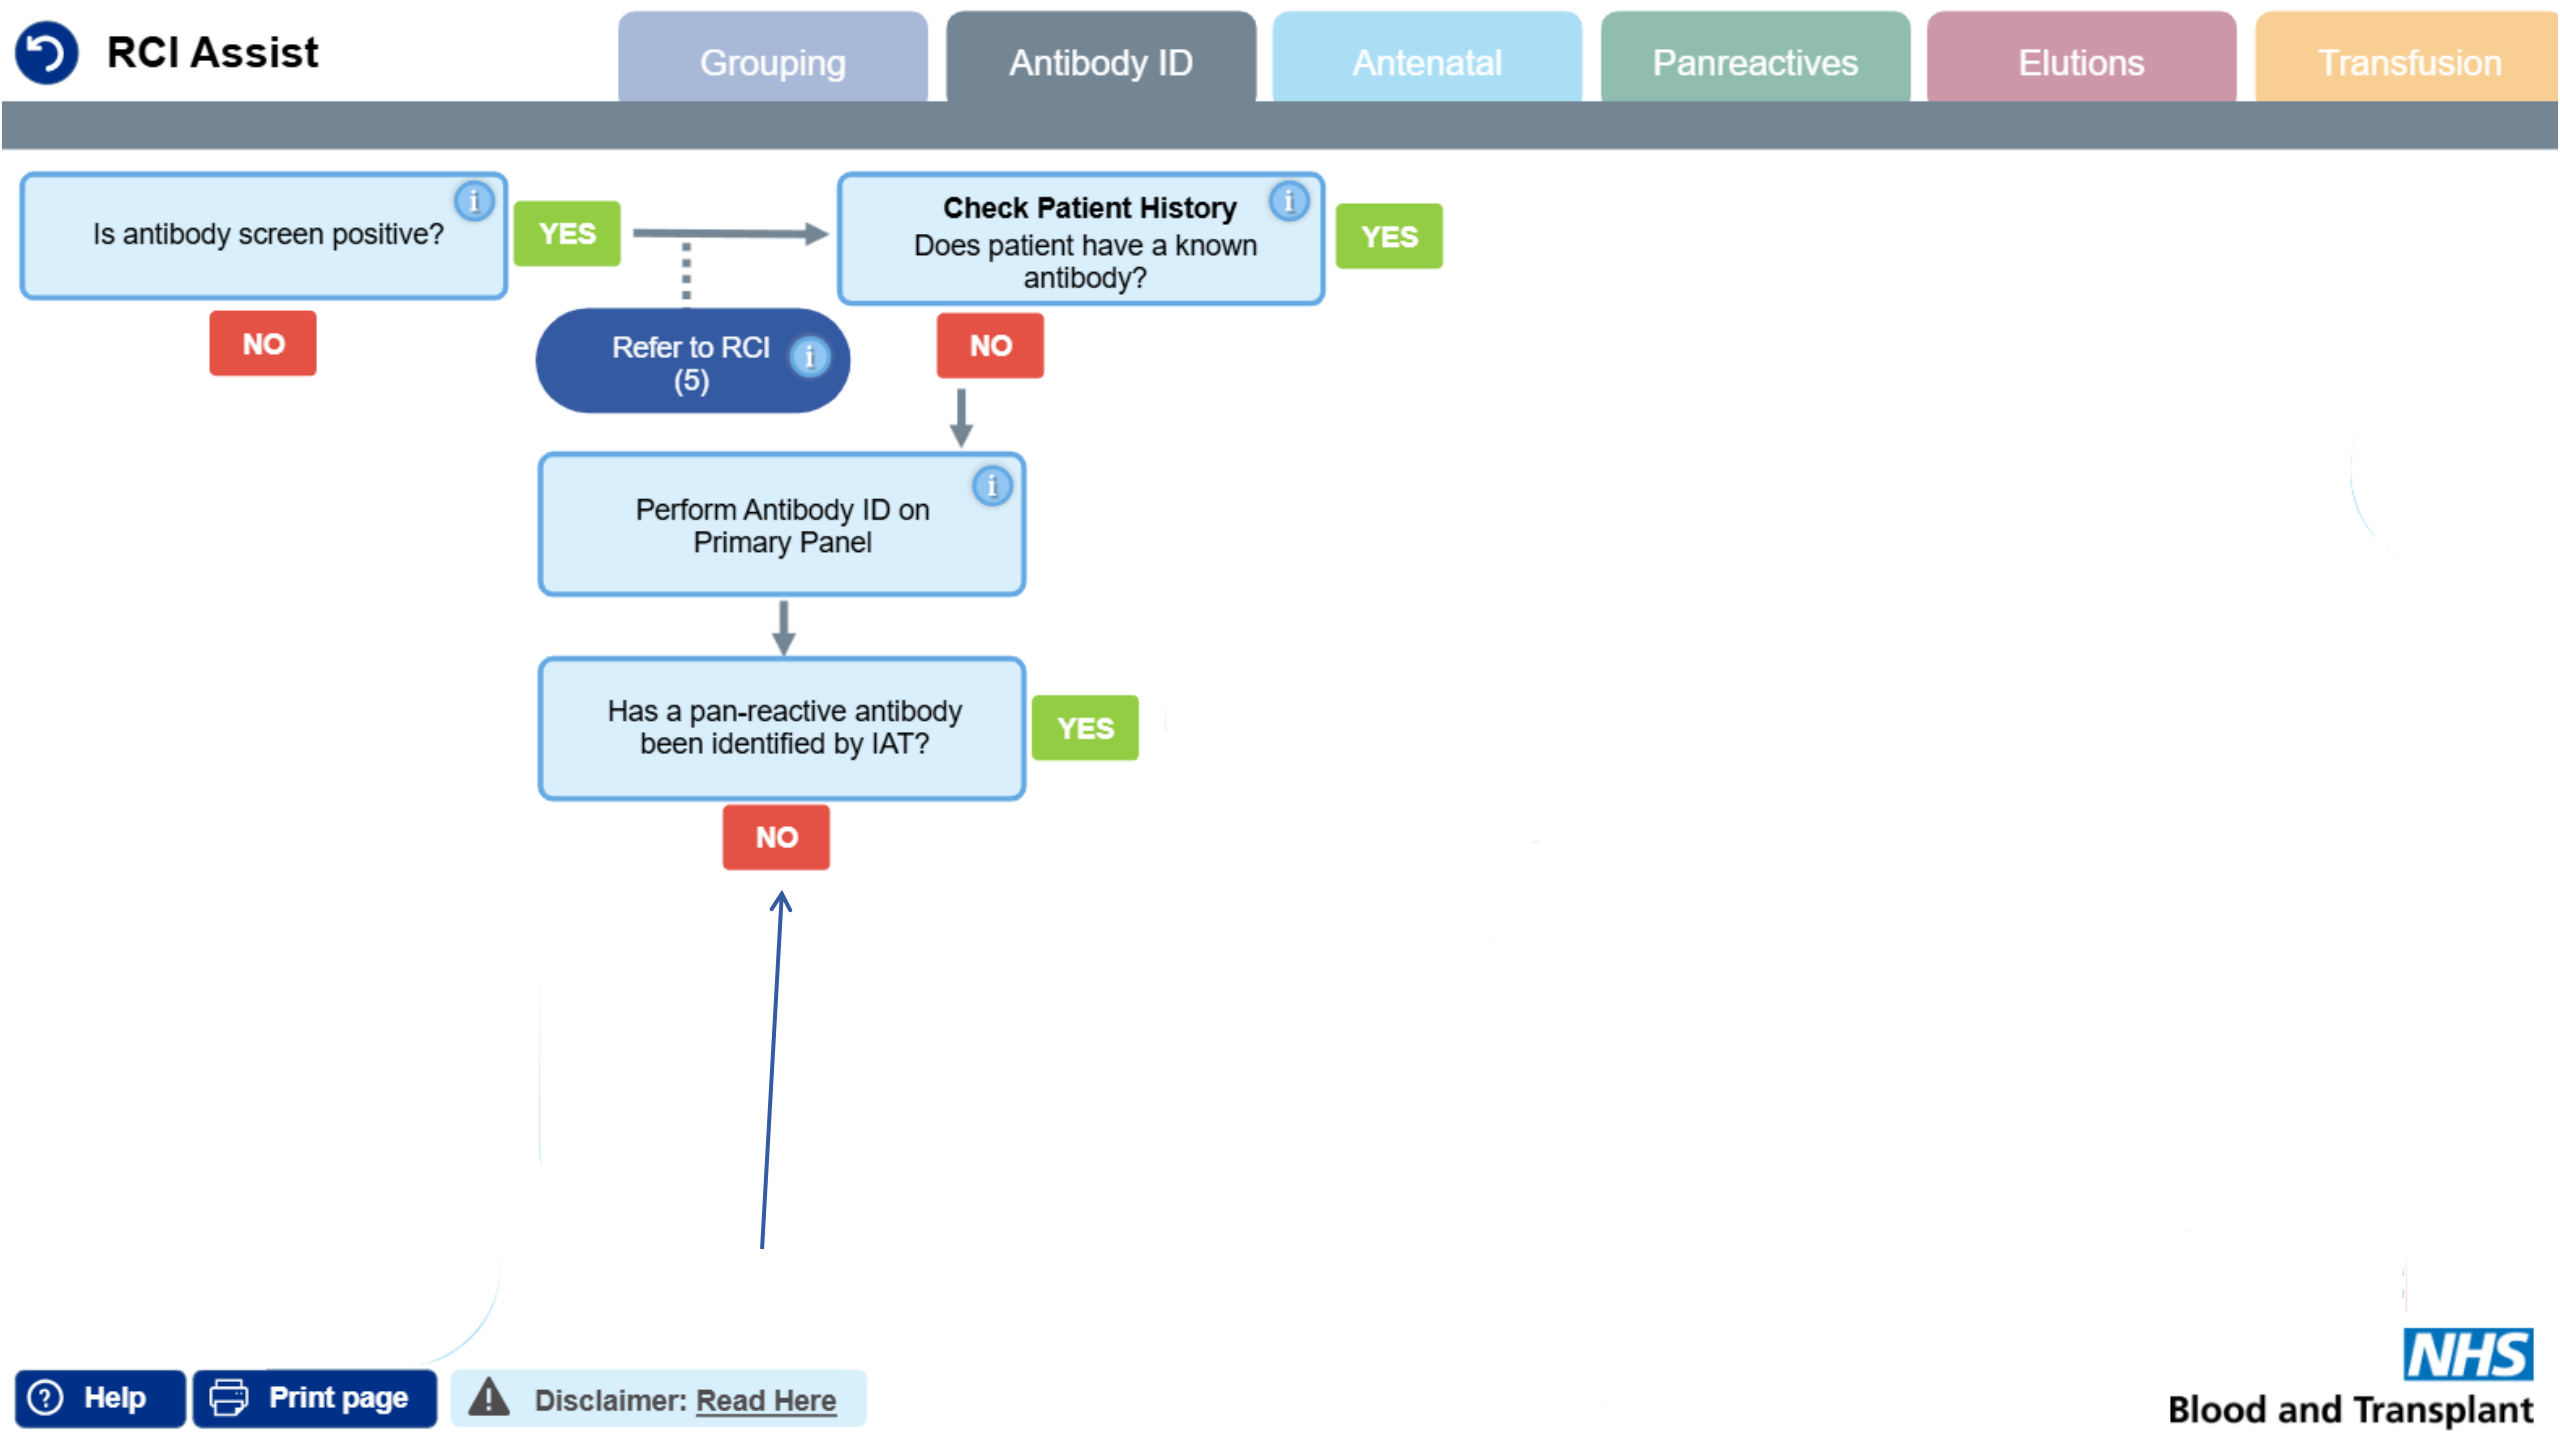 RCI Assist
Grouping
Antibody ID
Antenatal
Panreactives
Elutions
Transfusion
Is antibody screen positive?
i
YES
NO
Refer to RCI
(5)
i
Check Patient History
Does patient have a known
antibody?
i
YES
NO
Perform Antibody ID on
Primary Panel
i
Has a pan-reactive antibody
been identified by IAT?
YES
NO
? Help
Print page
! Disclaimer: Read Here
NHS
Blood and Transplant